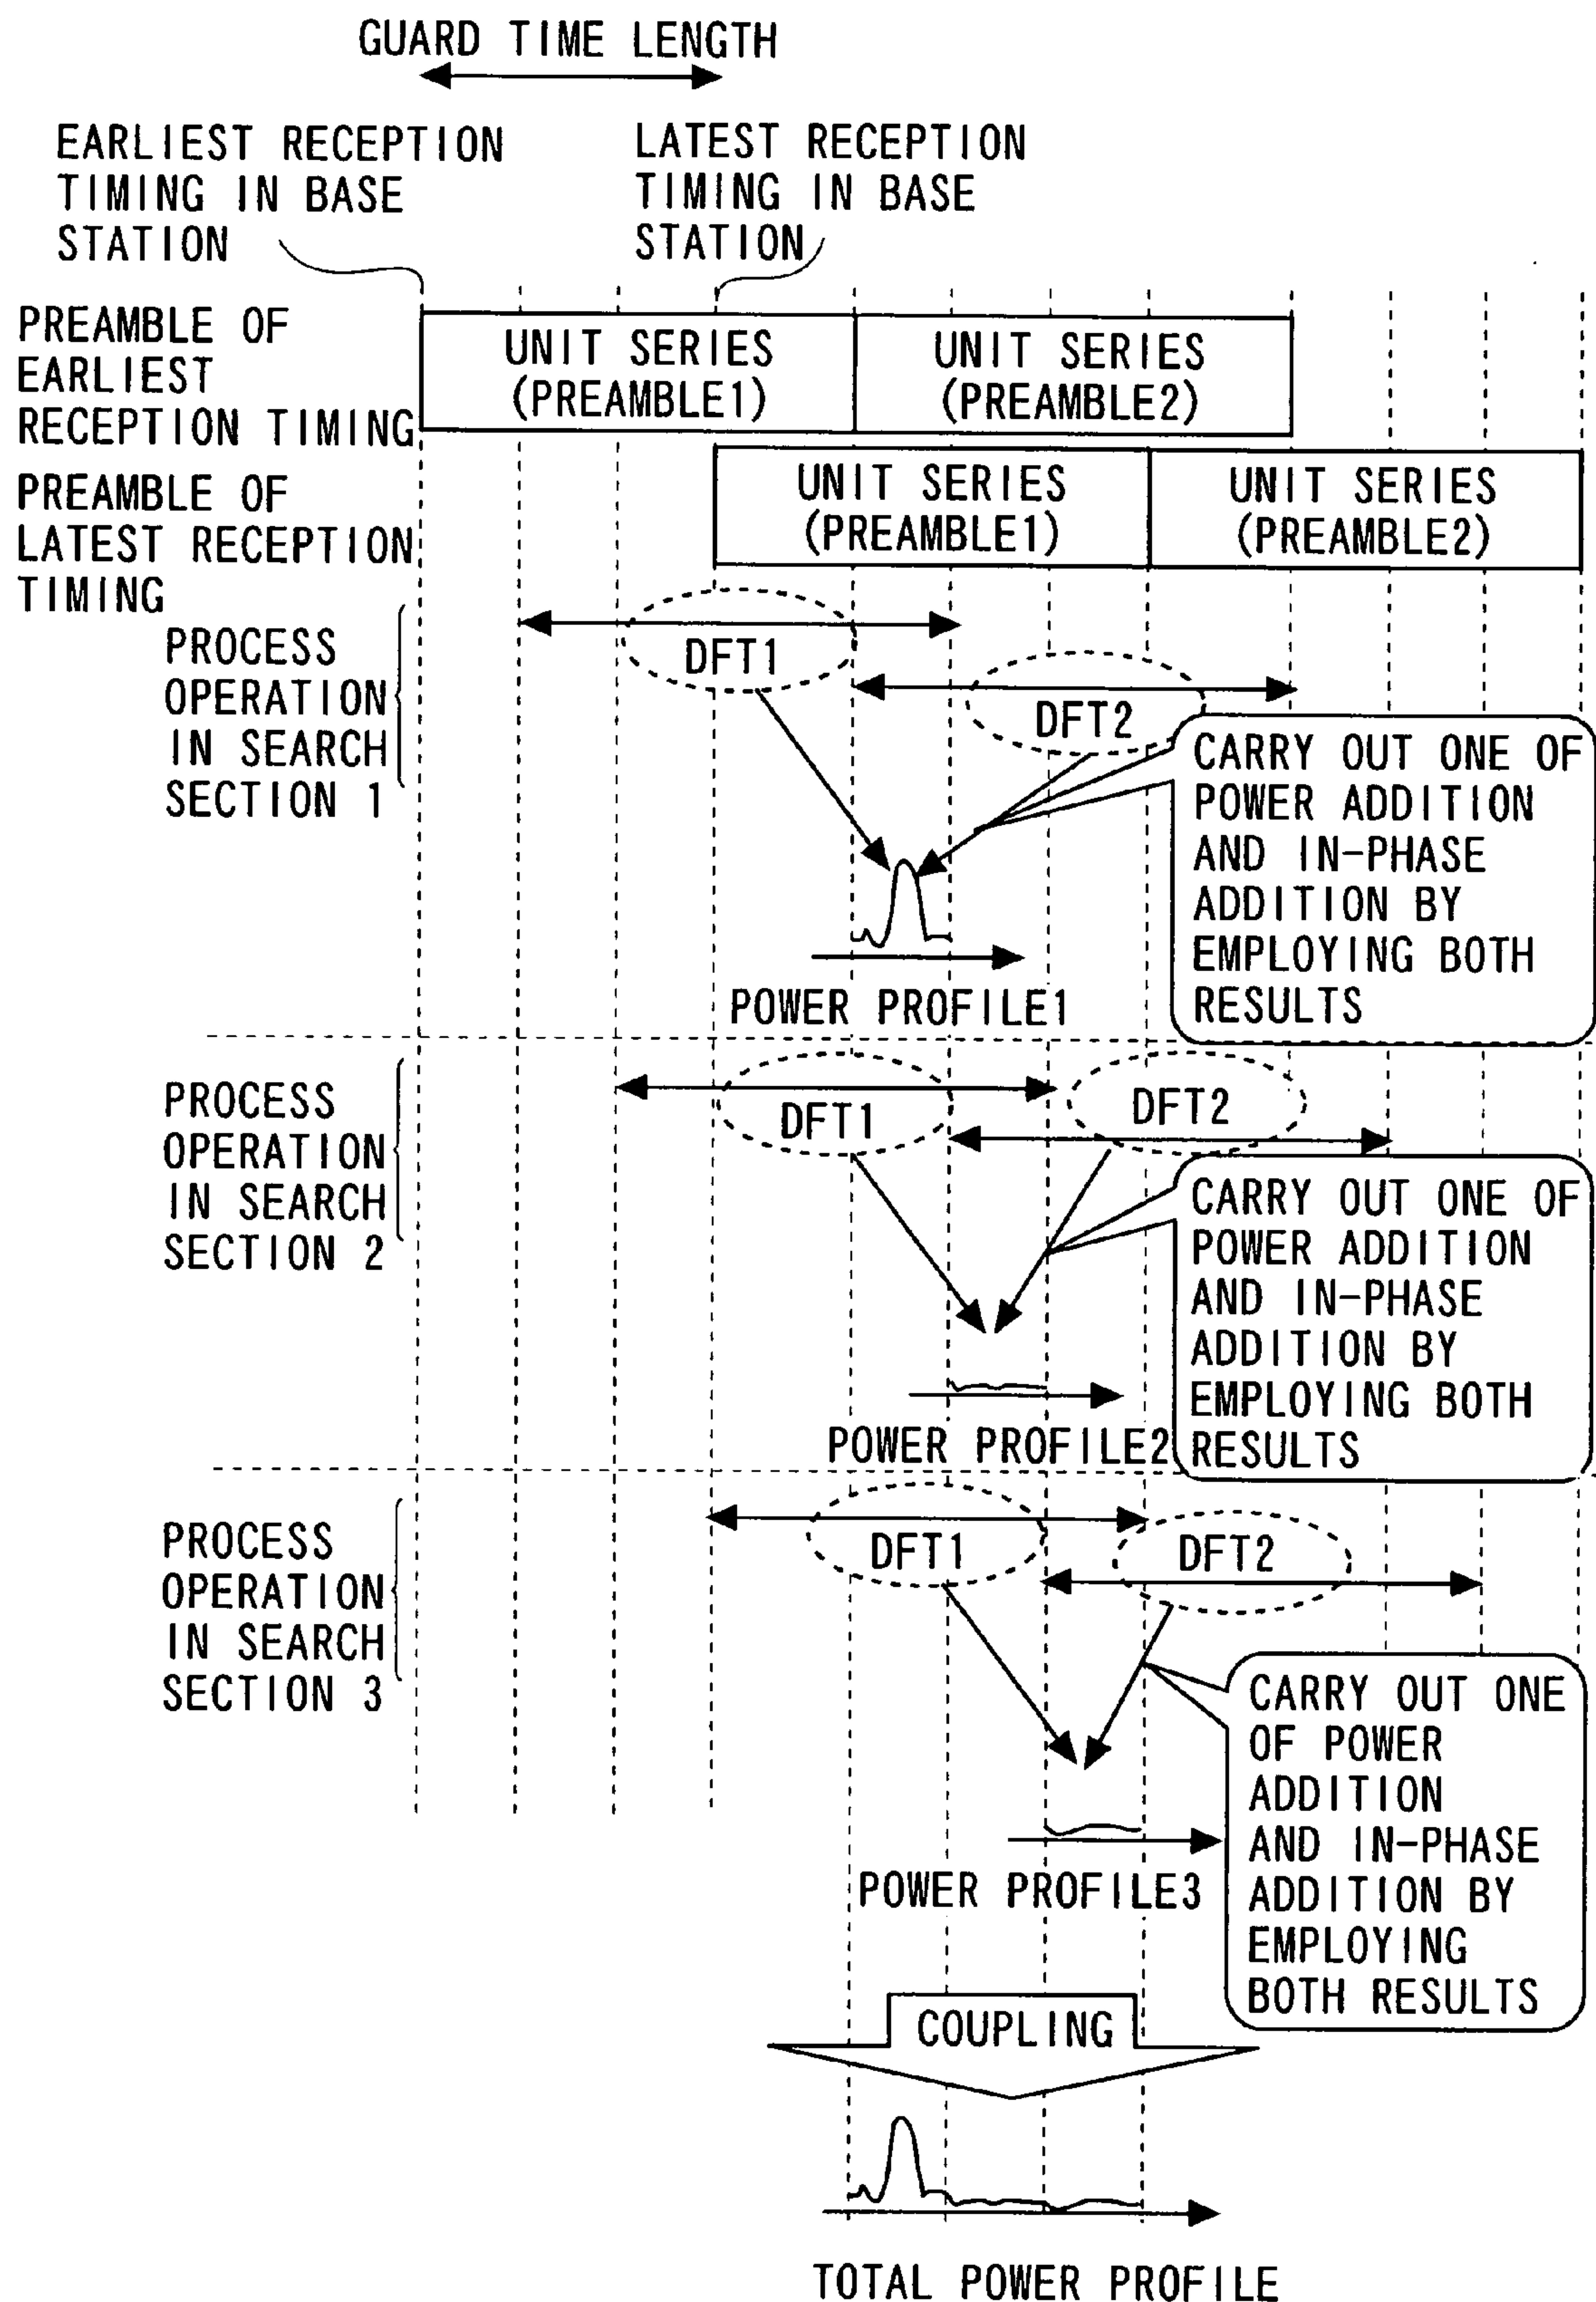 GUARD TIME LENGTH
EARLIEST RECEPTION
TIMING IN BASE
STATION
LATEST RECEPTION
TIMING IN BASE
STATION
PREAMBLE OF
EARLIEST
RECEPTION TIMING
UNIT SERIES
(PREAMBLE1)
UNIT SERIES
(PREAMBLE2)
PREAMBLE OF
LATEST RECEPTION
TIMING
UNIT SERIES
(PREAMBLE1)
UNIT SERIES
(PREAMBLE2)
PROCESS
OPERATION
IN SEARCH
SECTION 1
DFT1
DFT2
CARRY OUT ONE OF
POWER ADDITION
AND IN-PHASE
ADDITION BY
EMPLOYING BOTH
RESULTS
POWER PROFILE1
PROCESS
OPERATION
IN SEARCH
SECTION 2
DFT1
DFT2
CARRY OUT ONE OF
POWER ADDITION
AND IN-PHASE
ADDITION BY
EMPLOYING BOTH
RESULTS
POWER PROFILE2
PROCESS
OPERATION
IN SEARCH
SECTION 3
DFT1
DFT2
CARRY OUT ONE
OF POWER
ADDITION
AND IN-PHASE
ADDITION BY
EMPLOYING
BOTH RESULTS
POWER PROFILE3
COUPLING
TOTAL POWER PROFILE